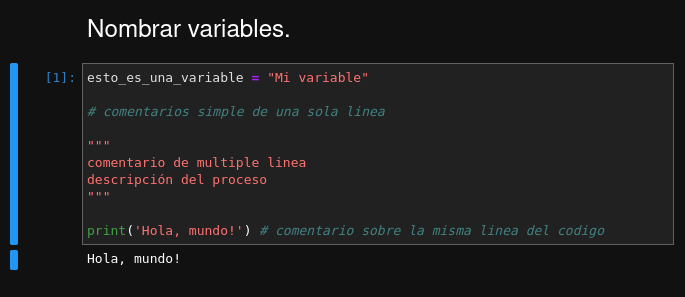 Nombrar variables.
[1]: esto_es_una_variable = "Mi variable"
# comentarios simple de una sola linea
"""
comentario de multiple linea
descripción del proceso
"""
print('Hola, mundo!') # comentario sobre la misma linea del codigo
Hola, mundo!